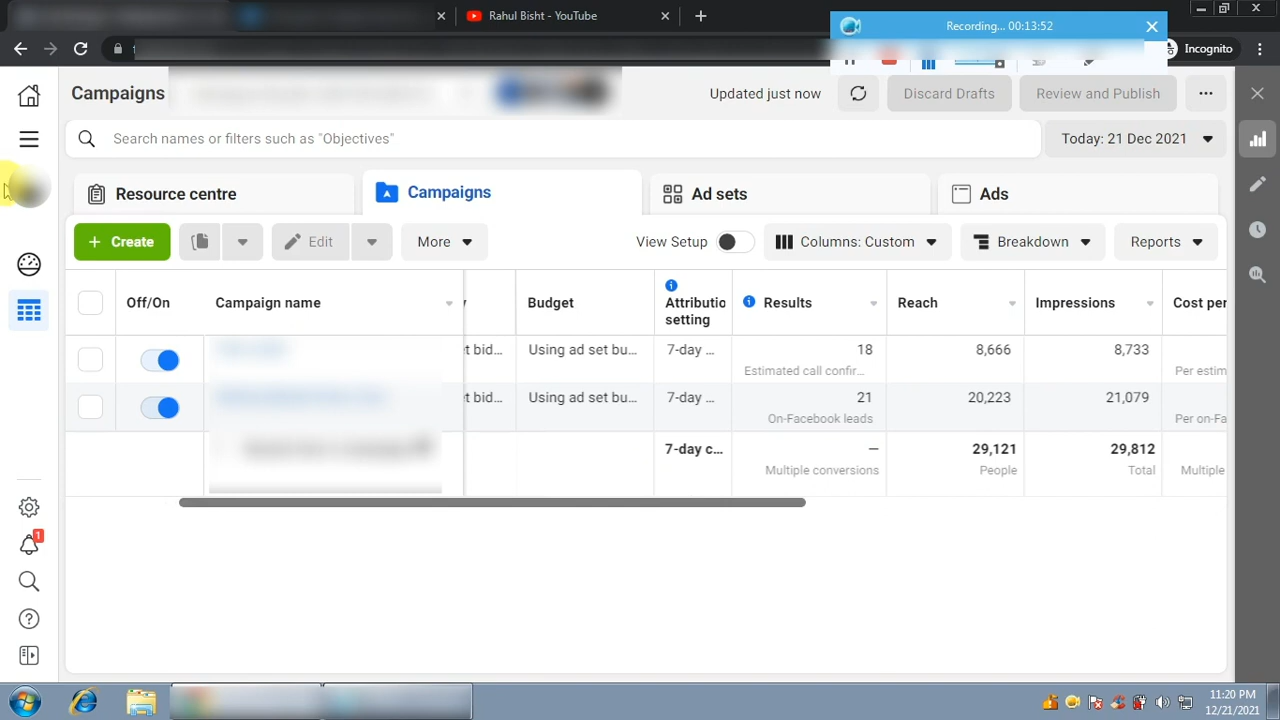 Rahul Bisht - YouTube
Recording... 00:13:52
Incognito
Campaigns
Updated just now
Discard Drafts
Review and Publish
Search names or filters such as "Objectives"
Today: 21 Dec 2021
Resource centre
Campaigns
Ad sets
Ads
+ Create
Edit
More
View Setup
Columns: Custom
Breakdown
Reports
Off/On
Campaign name
Budget
Attributio
setting
Results
Reach
Impressions
Cost per
t bid...
Using ad set bu...
7-day ...
18
Estimated call confir...
8,666
8,733
Per estim
t bid...
Using ad set bu...
7-day ...
21
On-Facebook leads
20,223
21,079
Per on-Fa
7-day c...
—
Multiple conversions
29,121
People
29,812
Total
Multiple
1
11:20 PM
12/21/2021